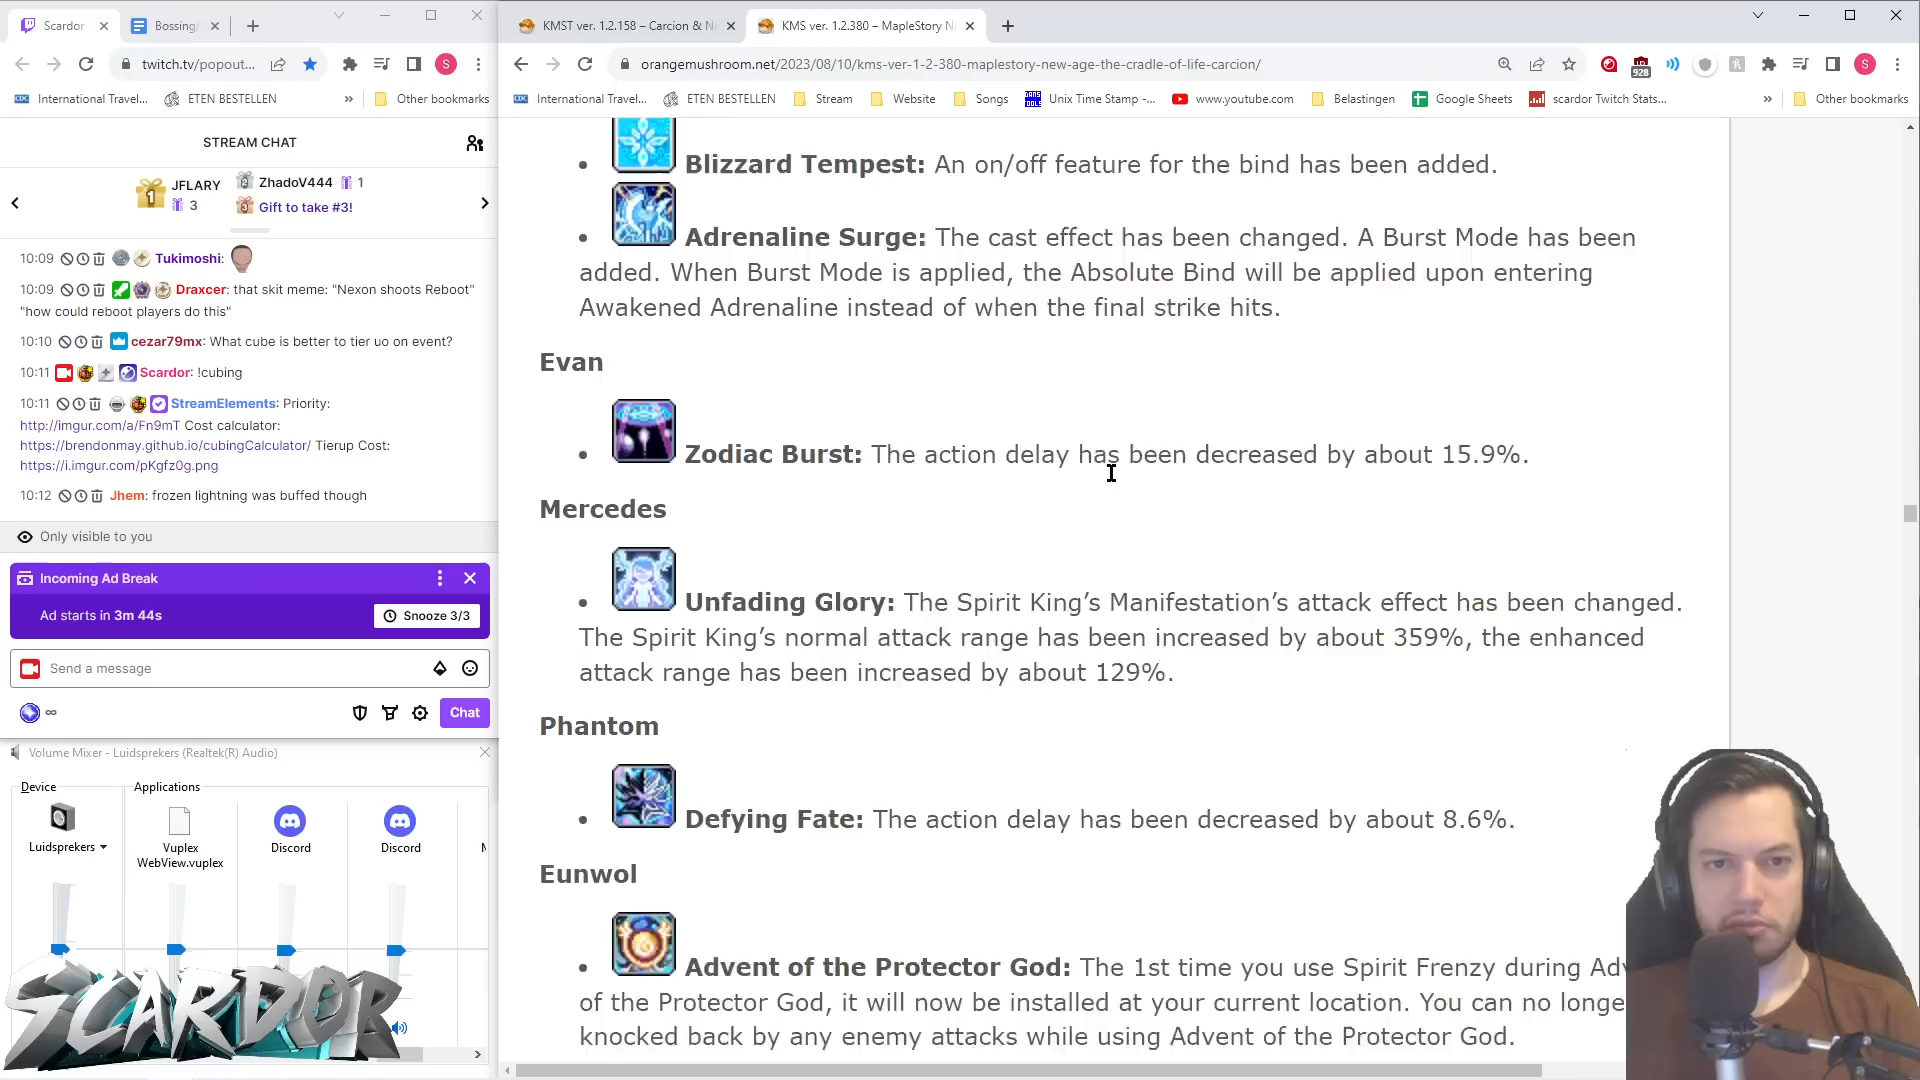 Scardor
Bossing/
twitch.tv/popout...
International Travel...
ETEN BESTELLEN
»
Other bookmarks
STREAM CHAT
JFLARY
3
ZhadoV444 1
Gift to take #3!
10:09 Tukimoshi:
10:09 Draxcer: that skit meme: "Nexon shoots Reboot"
"how could reboot players do this"
10:10 cezar79mx: What cube is better to tier uo on event?
10:11 Scardor: !cubing
10:11 StreamElements: Priority:
http://imgur.com/a/Fn9mT Cost calculator:
https://brendonmay.github.io/cubingCalculator/ Tierup Cost:
https://i.imgur.com/pKgfz0g.png
10:12 Jhem: frozen lightning was buffed though
Only visible to you
Incoming Ad Break
Ad starts in 3m 44s
Snooze 3/3
Send a message
∞
Chat
Volume Mixer - Luidsprekers (Realtek(R) Audio)
Device
Applications
Luidsprekers
Vuplex
WebView.vuplex
Discord
Discord
SCARDOR
KMST ver. 1.2.158 – Carcion & N
KMS ver. 1.2.380 – MapleStory N
orangemushroom.net/2023/08/10/kms-ver-1-2-380-maplestory-new-age-the-cradle-of-life-carcion/
928
International Travel...
ETEN BESTELLEN
Stream
Website
Songs
Unix Time Stamp -...
www.youtube.com
Belastingen
Google Sheets
scardor Twitch Stats...
»
Other bookmarks
• Blizzard Tempest: An on/off feature for the bind has been added.
• Adrenaline Surge: The cast effect has been changed. A Burst Mode has been
added. When Burst Mode is applied, the Absolute Bind will be applied upon entering
Awakened Adrenaline instead of when the final strike hits.
Evan
• Zodiac Burst: The action delay has been decreased by about 15.9%.
Mercedes
• Unfading Glory: The Spirit King’s Manifestation’s attack effect has been changed.
The Spirit King’s normal attack range has been increased by about 359%, the enhanced
attack range has been increased by about 129%.
Phantom
• Defying Fate: The action delay has been decreased by about 8.6%.
Eunwol
• Advent of the Protector God: The 1st time you use Spirit Frenzy during Adv
of the Protector God, it will now be installed at your current location. You can no longe
knocked back by any enemy attacks while using Advent of the Protector God.